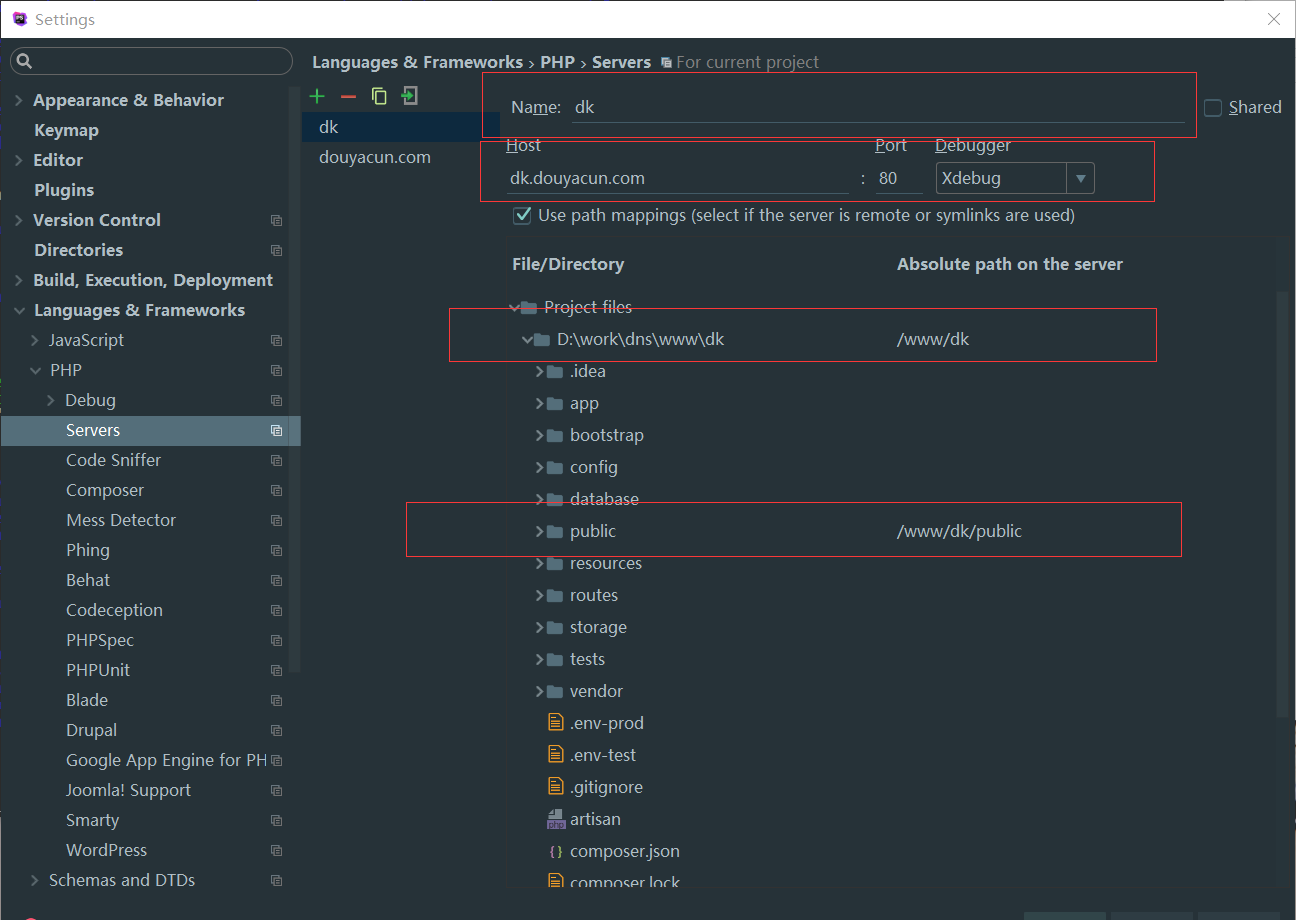 Settings
Languages & Frameworks › PHP › Servers For current project
Appearance & Behavior
Keymap
Editor
Plugins
Version Control
Directories
Build, Execution, Deployment
Languages & Frameworks
JavaScript
PHP
Debug
Servers
Code Sniffer
Composer
Mess Detector
Phing
Behat
Codeception
PHPSpec
PHPUnit
Blade
Drupal
Google App Engine for PH
Joomla! Support
Smarty
WordPress
Schemas and DTDs
dk
douyacun.com
Name: dk
Shared
Host Port Debugger
dk.douyacun.com : 80 Xdebug
Use path mappings (select if the server is remote or symlinks are used)
File/Directory Absolute path on the server
Project files
D:\work\dns\www\dk /www/dk
.idea
app
bootstrap
config
database
public /www/dk/public
resources
routes
storage
tests
vendor
.env-prod
.env-test
.gitignore
artisan
composer.json
composer.lock